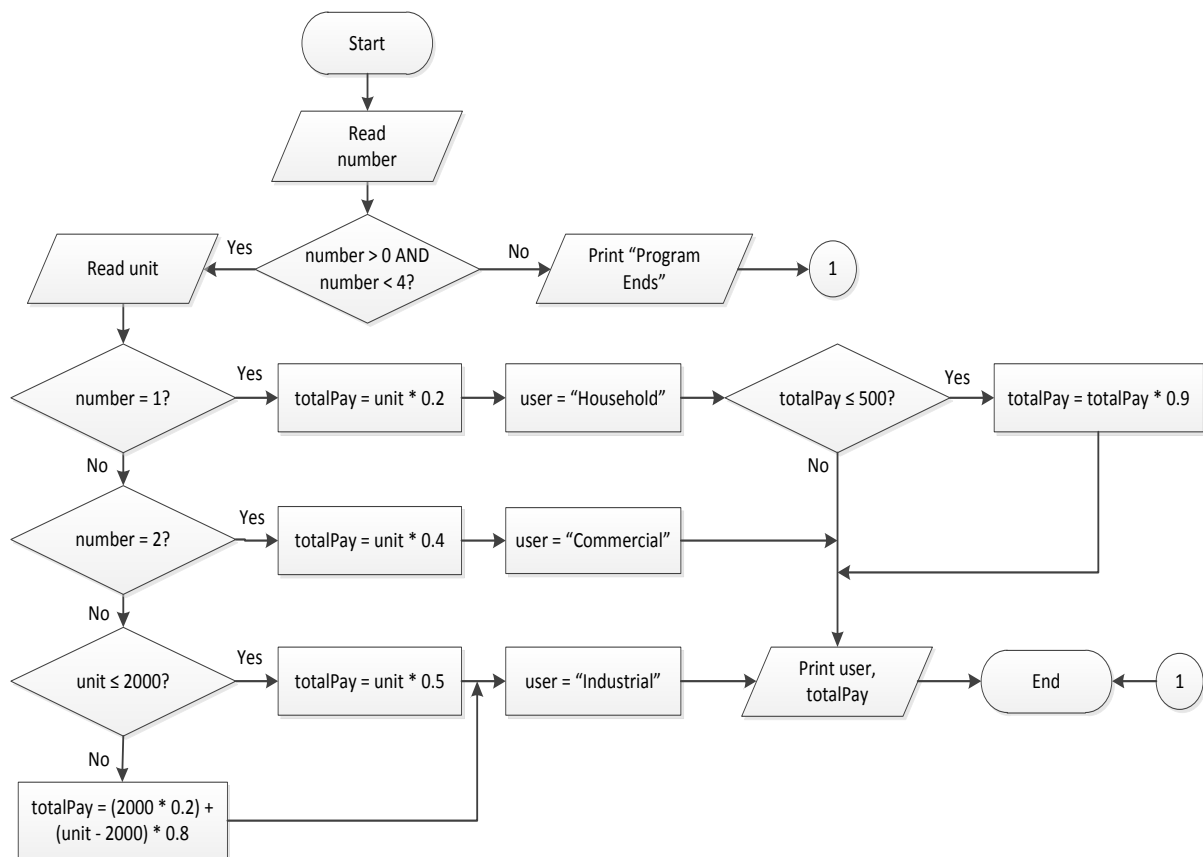 Start
Read
number
number > 0 AND
number < 4?
Yes
No
Read unit
Print “Program
Ends”
1
number = 1?
Yes
totalPay = unit * 0.2
user = “Household”
totalPay ≤ 500?
Yes
totalPay = totalPay * 0.9
No
No
number = 2?
Yes
totalPay = unit * 0.4
user = “Commercial”
No
unit ≤ 2000?
Yes
totalPay = unit * 0.5
user = “Industrial”
Print user,
totalPay
End
1
No
totalPay = (2000 * 0.2) +
(unit - 2000) * 0.8